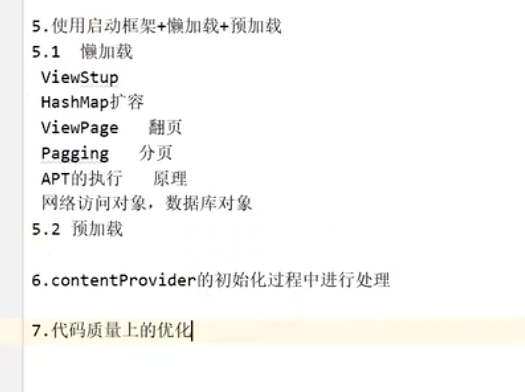 5.使用启动框架+懒加载+预加载
5.1 懒加载
ViewStup
HashMap扩容
ViewPage 翻页
Pagging 分页
APT的执行 原理
网络访问对象，数据库对象
5.2 预加载
6.contentProvider的初始化过程中进行处理
7.代码质量上的优化